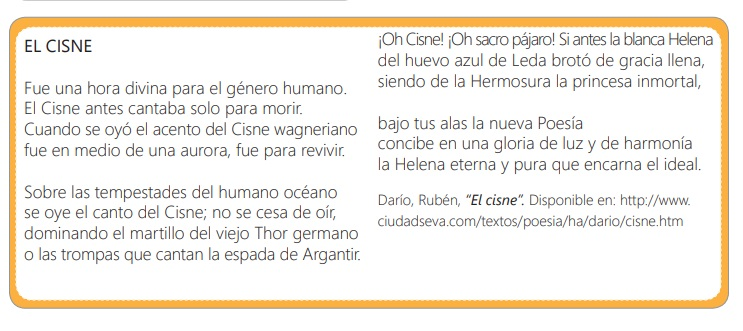 EL CISNE
Fue una hora divina para el género humano.
El Cisne antes cantaba solo para morir.
Cuando se oyó el acento del Cisne wagneriano
fue en medio de una aurora, fue para revivir.
Sobre las tempestades del humano océano
se oye el canto del Cisne; no se cesa de oír,
dominando el martillo del viejo Thor germano
o las trompas que cantan la espada de Argantir.
¡Oh Cisne! ¡Oh sacro pájaro! Si antes la blanca Helena
del huevo azul de Leda brotó de gracia llena,
siendo de la Hermosura la princesa inmortal,
bajo tus alas la nueva Poesía
concibe en una gloria de luz y de harmonía
la Helena eterna y pura que encarna el ideal.
Darío, Rubén, “El cisne”. Disponible en: http://www.
ciudadseva.com/textos/poesia/ha/dario/cisne.htm